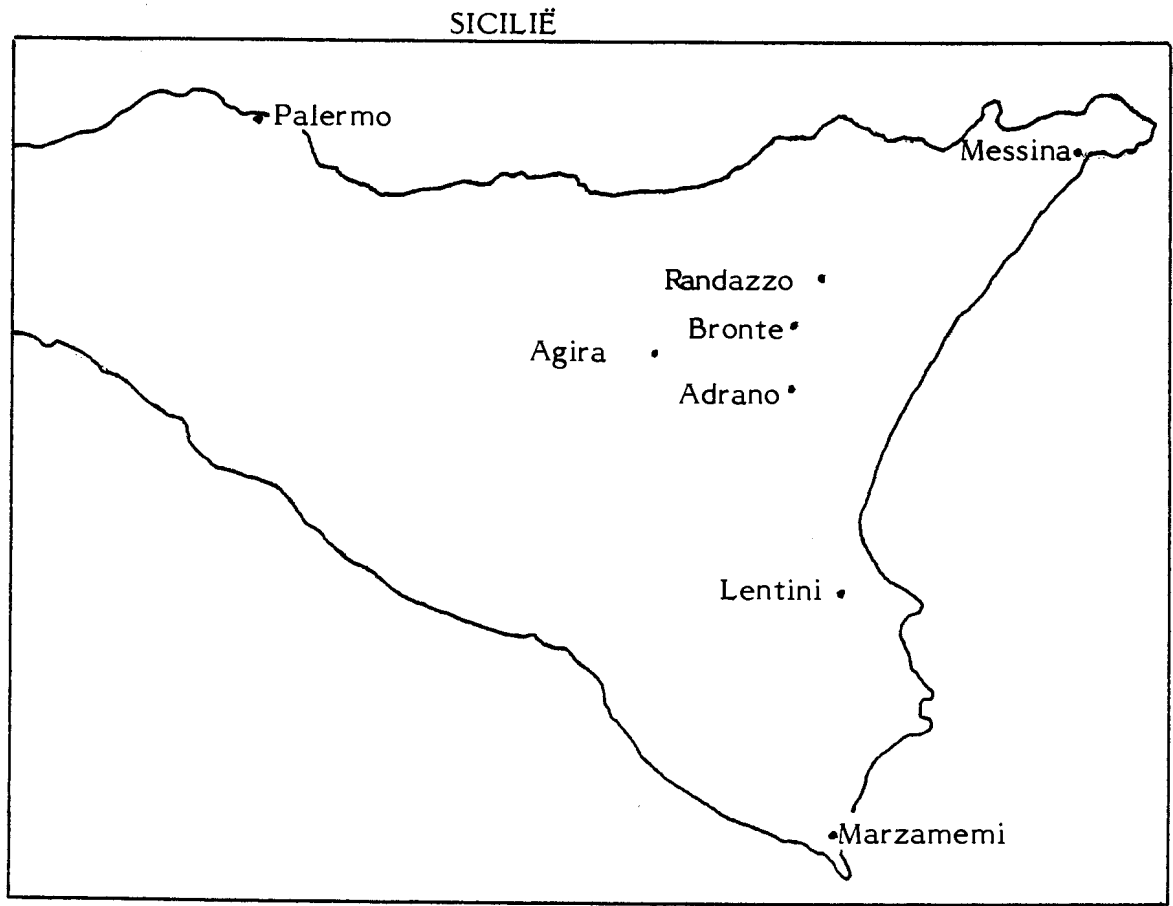 SICILIË
Palermo
Messina
Randazzo
Bronte
Agira
Adrano
Lentini
Marzamemi